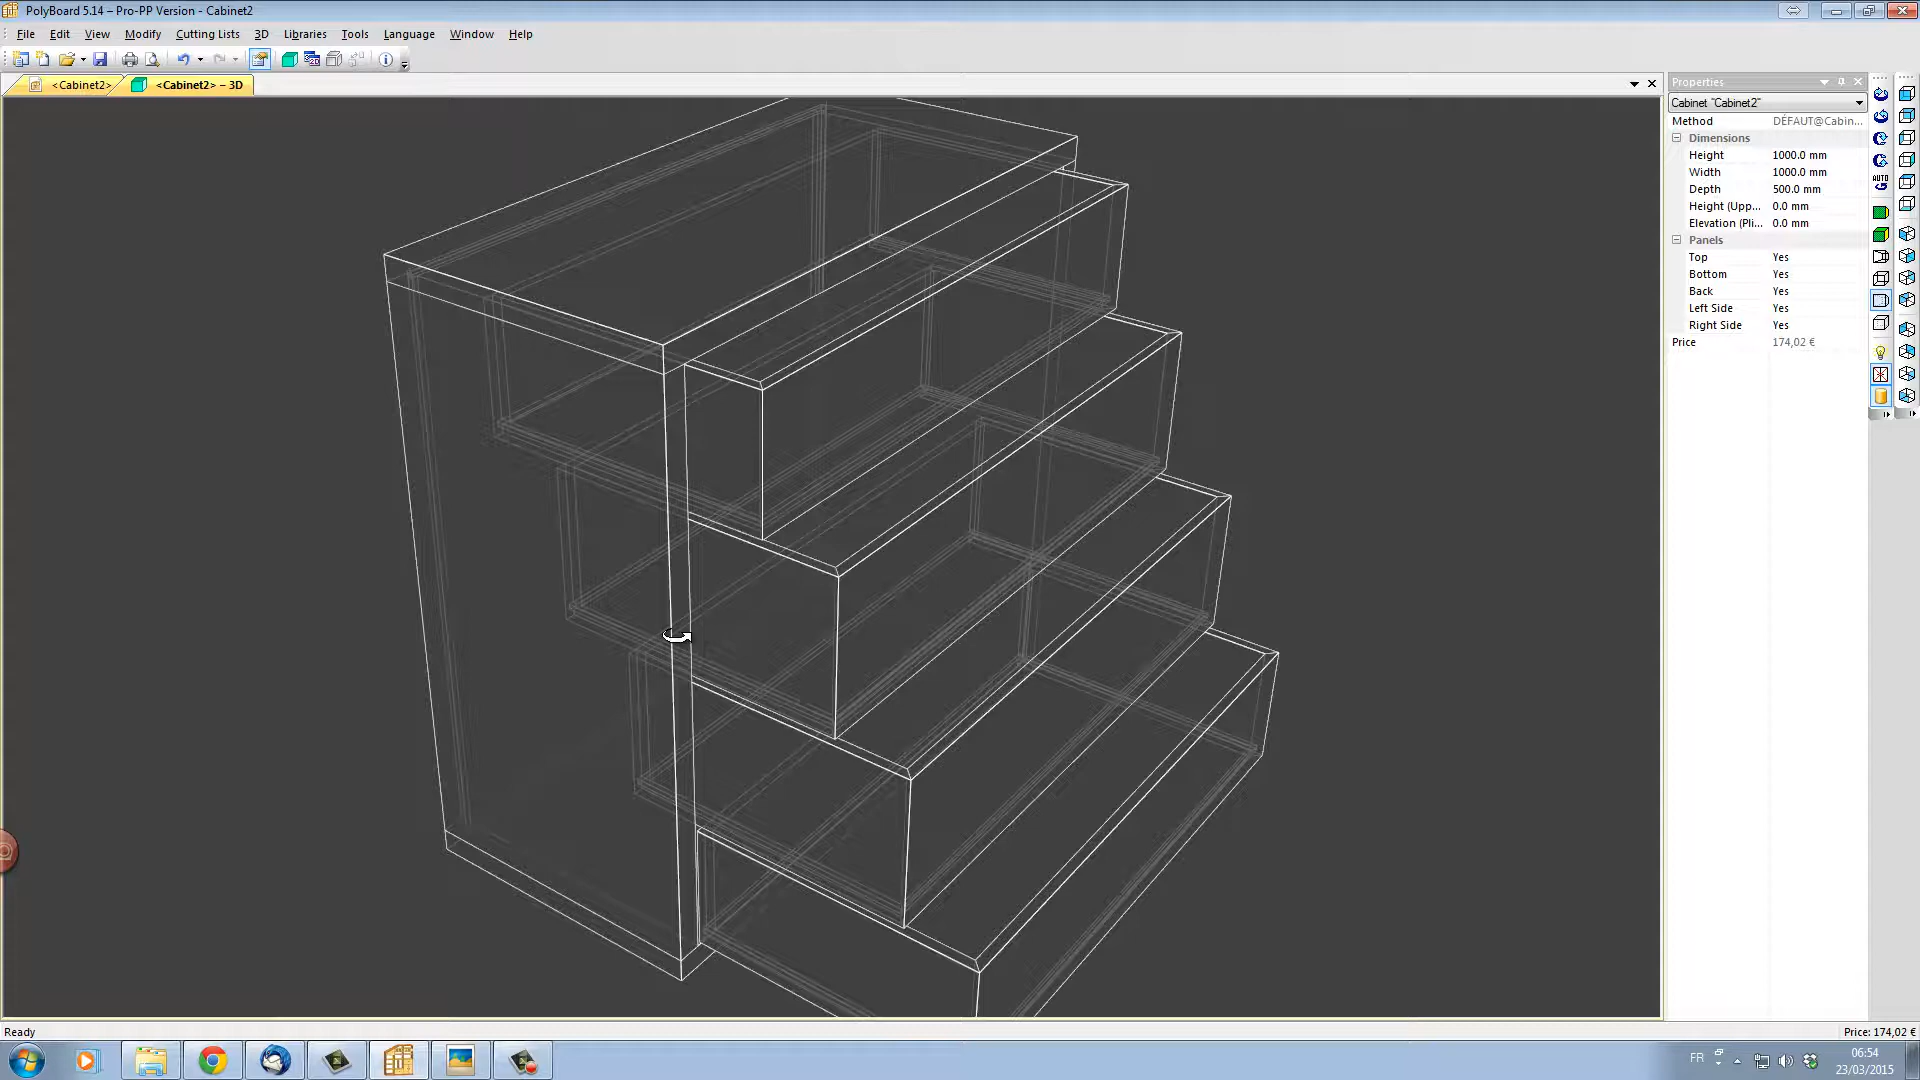 PolyBoard 5.14 – Pro-PP Version - Cabinet2
File Edit View Modify Cutting Lists 3D Libraries Tools Language Window Help
<Cabinet2> <Cabinet2> – 3D
Properties
Cabinet "Cabinet2"
Method DÉFAUT@Cabin...
Dimensions
Height 1000.0 mm
Width 1000.0 mm
Depth 500.0 mm
Height (Upp... 0.0 mm
Elevation (Pli... 0.0 mm
Panels
Top Yes
Bottom Yes
Back Yes
Left Side Yes
Right Side Yes
Price 174,02 €
AUTO
Ready Price: 174,02 €
FR 06:54
23/03/2015